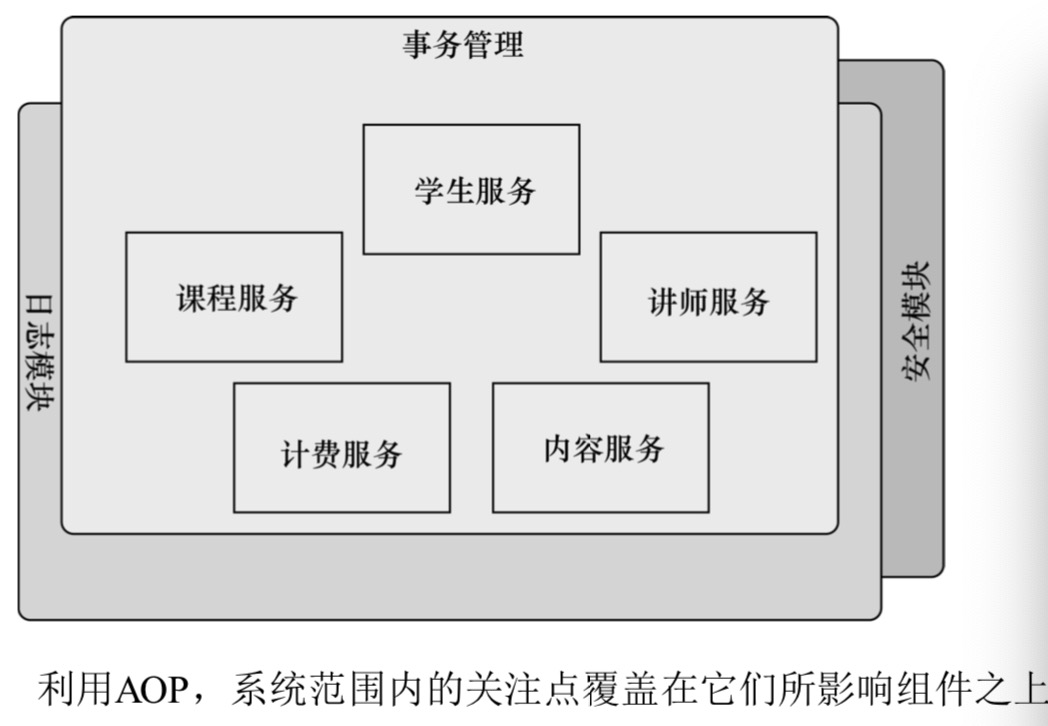 事务管理
学生服务
课程服务
讲师服务
计费服务
内容服务
日志模块
安全模块
利用AOP，系统范围内的关注点覆盖在它们所影响组件之上